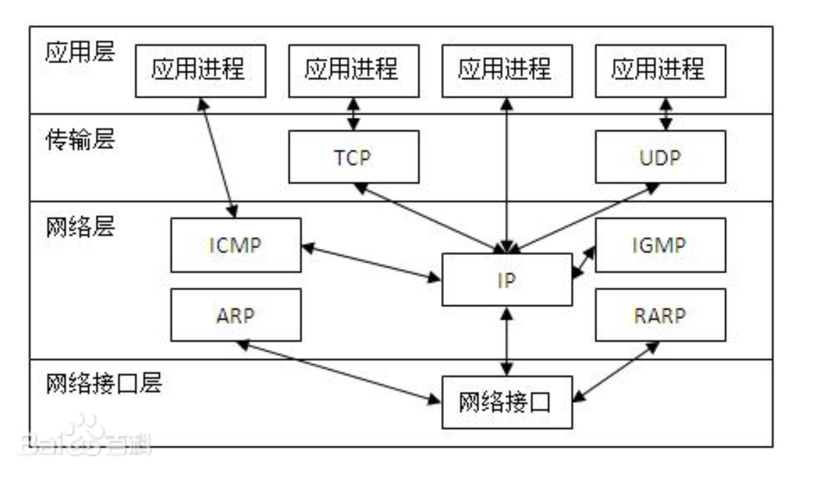 应用层
应用进程 应用进程 应用进程 应用进程
传输层
TCP UDP
网络层
ICMP IP IGMP
ARP RARP
网络接口层
网络接口
Baidu百科